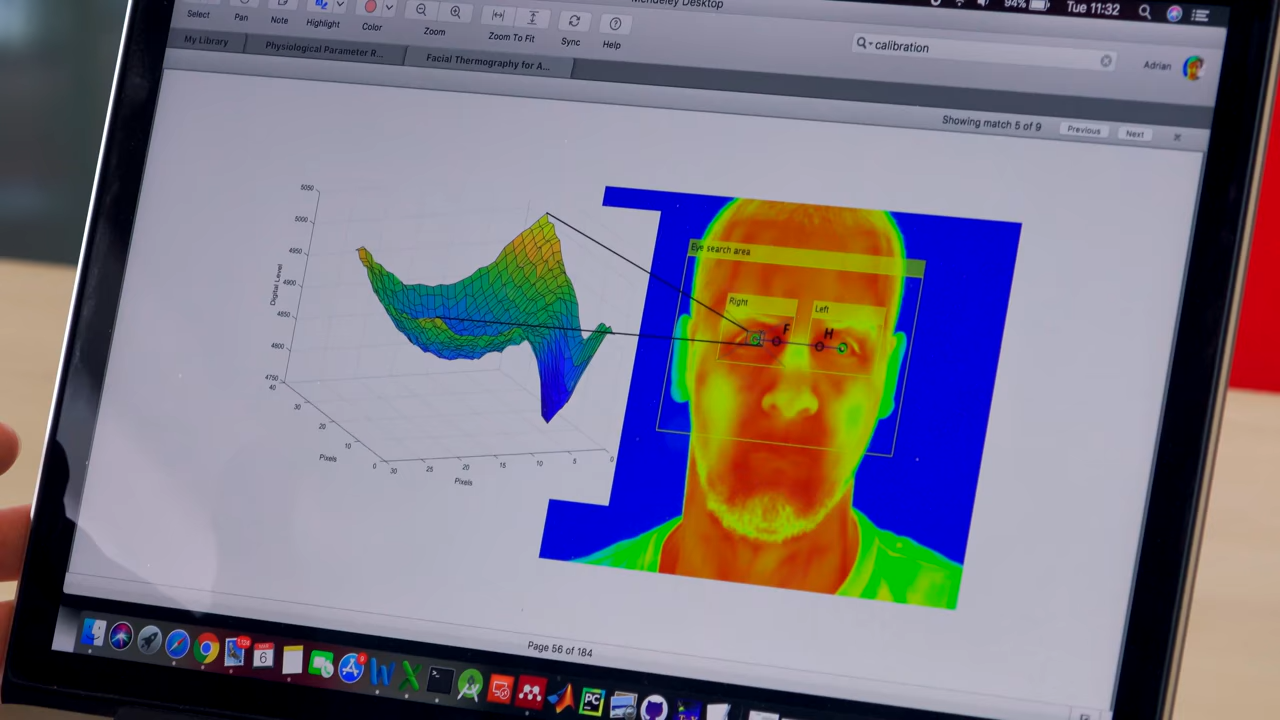 Mendeley Desktop
94%
Tue 11:32
Select
Pan
Note
Highlight
Color
Zoom
Zoom To Fit
Sync
Help
calibration
Adrian
My Library
Physiological Parameter R...
Facial Thermography for A...
Showing match 5 of 9
Previous
Next
5050
5000
4950
4900
4850
4800
4750
Digital Level
40
30
20
10
0
Pixels
30
25
20
15
10
5
0
Pixels
Eye search area
Right
Left
F
H
Page 56 of 184
6
W
X
PC